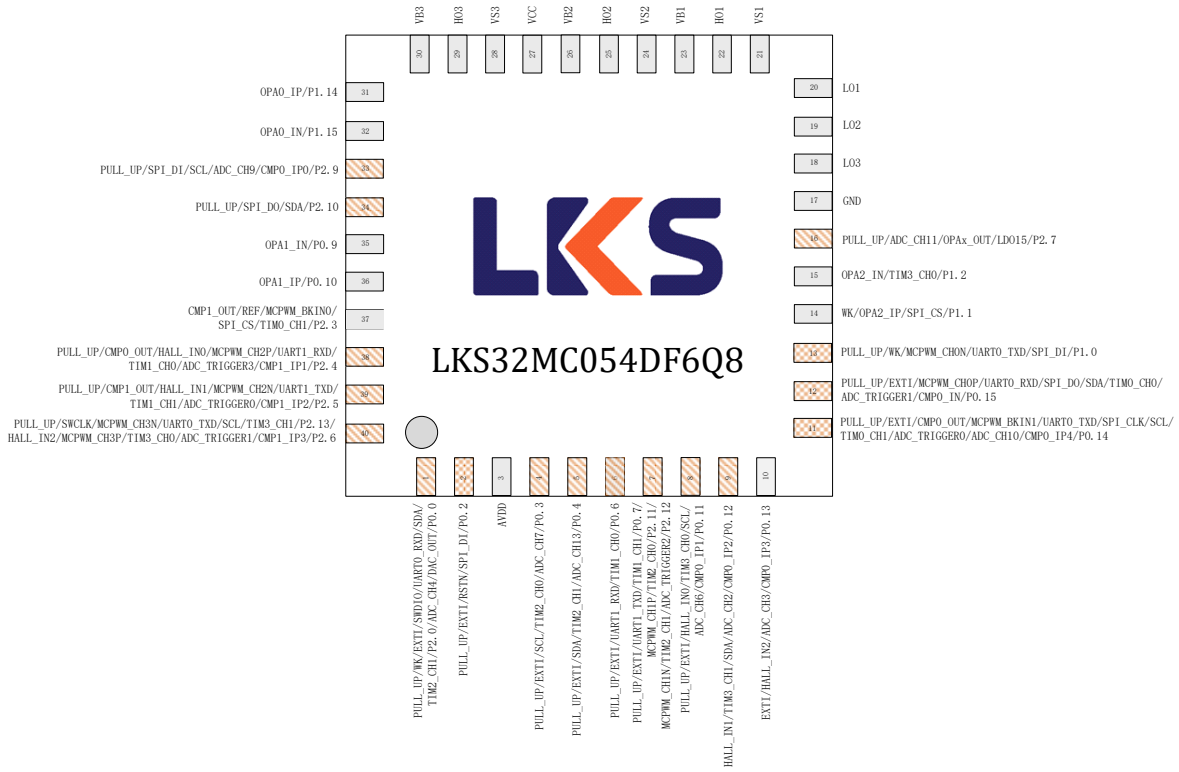 VB3
HO3
VS3
VCC
VB2
HO2
VS2
VB1
HO1
VS1
30
29
28
27
26
25
24
23
22
21
OPA0_IP/P1.14
31
OPA0_IN/P1.15
32
PULL_UP/SPI_DI/SCL/ADC_CH9/CMP0_IP0/P2.9
33
PULL_UP/SPI_DO/SDA/P2.10
34
OPA1_IN/P0.9
35
OPA1_IP/P0.10
36
CMP1_OUT/REF/MCPWM_BKIN0/
SPI_CS/TIM0_CH1/P2.3
37
PULL_UP/CMP0_OUT/HALL_IN0/MCPWM_CH2P/UART1_RXD/
TIM1_CH0/ADC_TRIGGER3/CMP1_IP1/P2.4
38
PULL_UP/CMP1_OUT/HALL_IN1/MCPWM_CH2N/UART1_TXD/
TIM1_CH1/ADC_TRIGGER0/CMP1_IP2/P2.5
39
PULL_UP/SWCLK/MCPWM_CH3N/UART0_TXD/SCL/TIM3_CH1/P2.13/
HALL_IN2/MCPWM_CH3P/TIM3_CH0/ADC_TRIGGER1/CMP1_IP3/P2.6
40
LKS
LKS32MC054DF6Q8
20
LO1
19
LO2
18
LO3
17
GND
16
PULL_UP/ADC_CH11/OPAx_OUT/LDO15/P2.7
15
OPA2_IN/TIM3_CH0/P1.2
14
WK/OPA2_IP/SPI_CS/P1.1
13
PULL_UP/WK/MCPWM_CH0N/UART0_TXD/SPI_DI/P1.0
12
PULL_UP/EXTI/MCPWM_CH0P/UART0_RXD/SPI_DO/SDA/TIM0_CH0/
ADC_TRIGGER1/CMP0_IN/P0.15
11
PULL_UP/EXTI/CMP0_OUT/MCPWM_BKIN1/UART0_TXD/SPI_CLK/SCL/
TIM0_CH1/ADC_TRIGGER0/ADC_CH10/CMP0_IP4/P0.14
1
2
3
4
5
6
7
8
9
10
PULL_UP/WK/EXTI/SWDIO/UART0_RXD/SDA/
TIM2_CH1/P2.0/ADC_CH4/DAC_OUT/P0.0
PULL_UP/EXTI/RSTN/SPI_DI/P0.2
AVDD
PULL_UP/EXTI/SCL/TIM2_CH0/ADC_CH7/P0.3
PULL_UP/EXTI/SDA/TIM2_CH1/ADC_CH13/P0.4
PULL_UP/EXTI/UART1_RXD/TIM1_CH0/P0.6
PULL_UP/EXTI/UART1_TXD/TIM1_CH1/P0.7/
MCPWM_CH1P/TIM2_CH0/P2.11/
MCPWM_CH1N/TIM2_CH1/ADC_TRIGGER2/P2.12
PULL_UP/EXTI/HALL_IN0/TIM3_CH0/SCL/
ADC_CH6/CMP0_IP1/P0.11
HALL_IN1/TIM3_CH1/SDA/ADC_CH2/CMP0_IP2/P0.12
EXTI/HALL_IN2/ADC_CH3/CMP0_IP3/P0.13